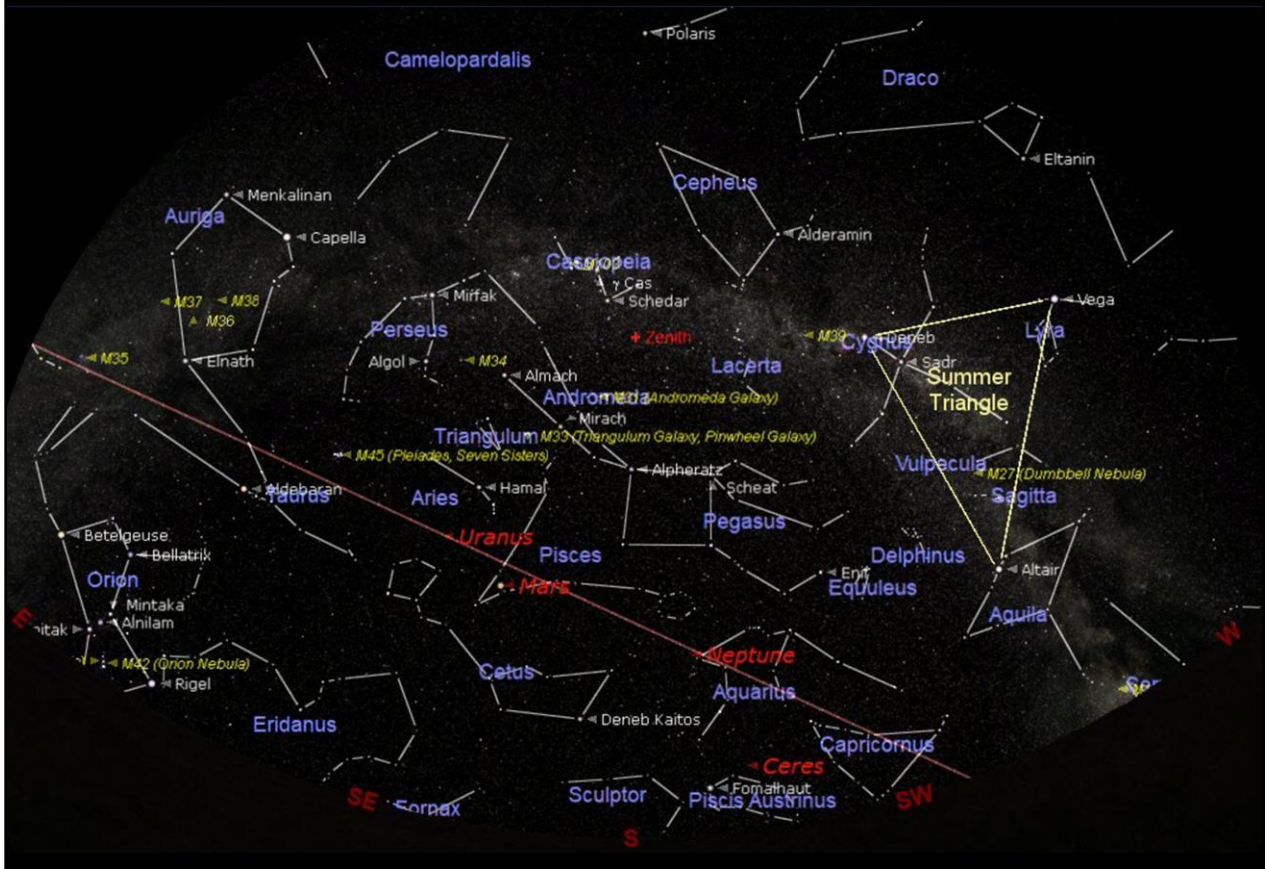 Polaris
Camelopardalis
Draco
Eltanin
Cepheus
Menkalinan
Auriga
Capella
Alderamin
Cassiopeia
γ Cas
Schedar
Mirfak
Vega
M37
M38
M36
Perseus
Lyra
Zenith
M39
Cygnus
Deneb
M35
Elnath
Algol
M34
Almach
Lacerta
Sadr
Summer
Triangle
Andromeda
M31 (Andromeda Galaxy)
Mirach
Triangulum
M33 (Triangulum Galaxy, Pinwheel Galaxy)
M45 (Pleiades, Seven Sisters)
Alpheratz
Vulpecula
M27 (Dumbbell Nebula)
Aldebaran
Taurus
Aries
Hamal
Scheat
Sagitta
Pegasus
Betelgeuse
Uranus
Bellatrix
Pisces
Delphinus
Enif
Equuleus
Altair
Orion
Mars
Mintaka
Alnilam
Aquila
E
nitak
W
M42 (Orion Nebula)
Neptune
Rigel
Cetus
Aquarius
Ser
Eridanus
Deneb Kaitos
Capricornus
Ceres
Fomalhaut
SE
Fornax
Sculptor
Piscis Austrinus
SW
S